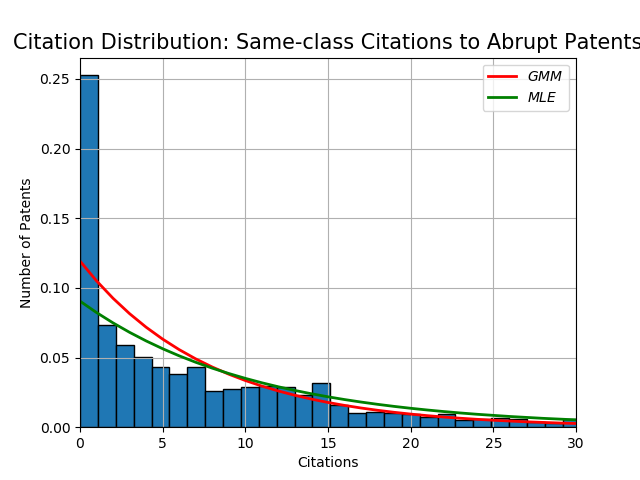 Citation Distribution: Same-class Citations to Abrupt Patents
GMM
MLE
Number of Patents
0.25
0.20
0.15
0.10
0.05
0.00
0 5 10 15 20 25 30
Citations